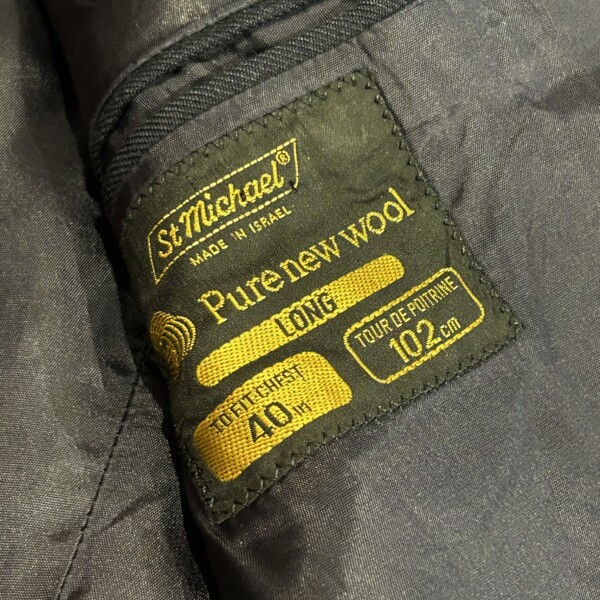 St Michael®
MADE IN ISRAEL
Pure new wool
LONG
TO FIT CHEST
40 in
TOUR DE POITRINE
102 cm